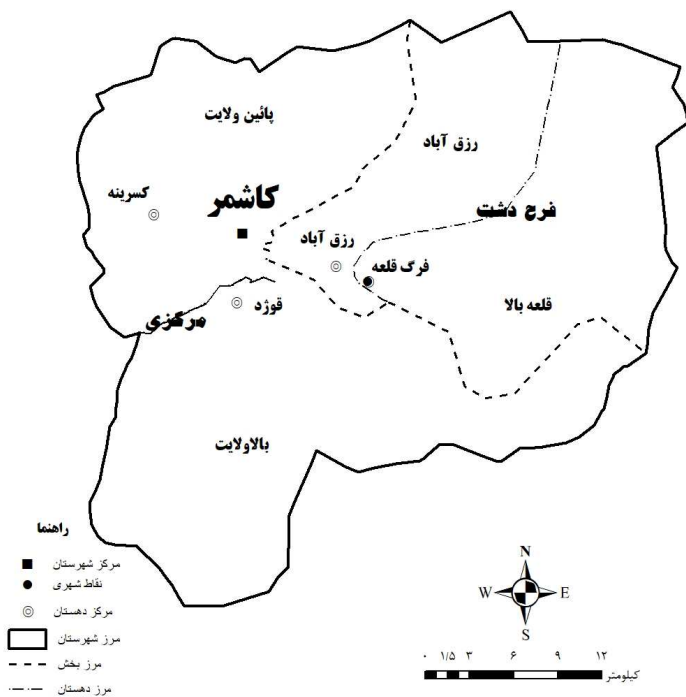 پائین ولایت
رزق آباد
کسرینه
کاشمر
فرح دشت
رزق آباد
فرگ قلعه
قلعه بالا
قوژد
مرکزی
بالاولایت
راهنما
مرکز شهرستان
نقاط شهری
مرکز دهستان
مرز شهرستان
مرز بخش
مرز دهستان
N
W E
S
۰ ۱/۵ ۳ ۶ ۹ ۱۲
کیلومتر